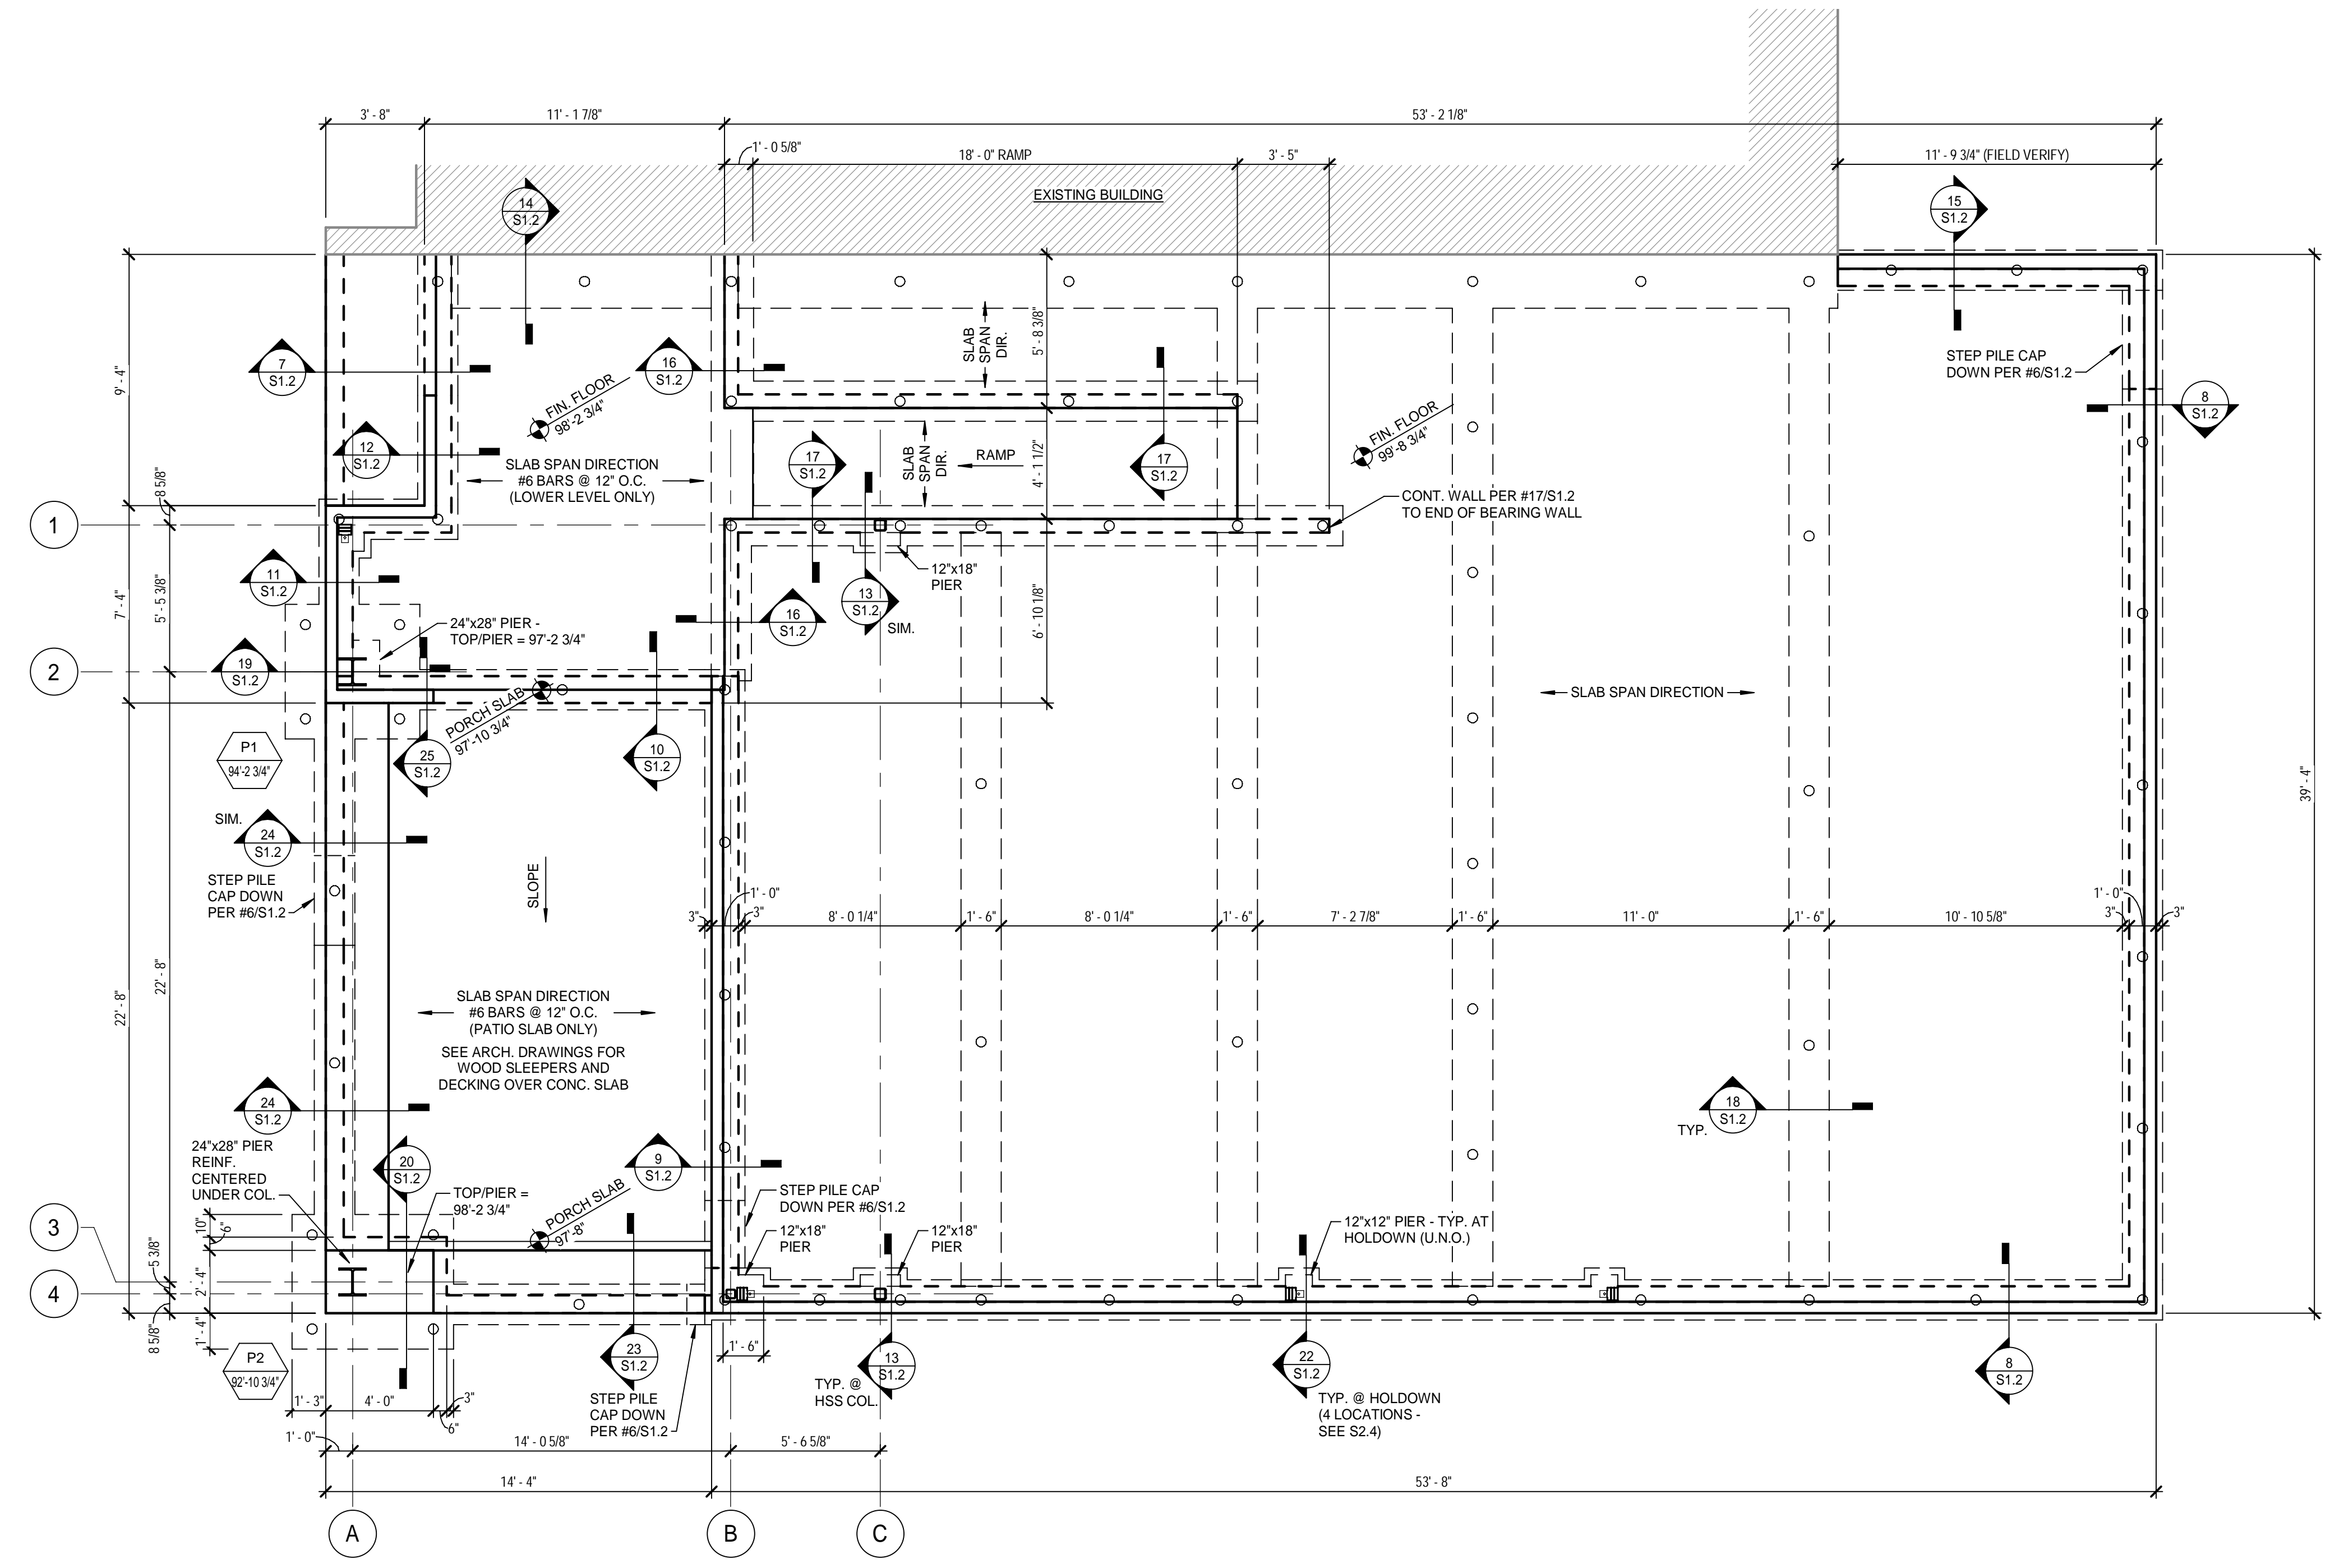 3' - 8"
11' - 1 7/8"
53' - 2 1/8"
1' - 0 5/8"
18' - 0" RAMP
3' - 5"
11' - 9 3/4" (FIELD VERIFY)
EXISTING BUILDING
14
S1.2
15
S1.2
9' - 4"
7
S1.2
16
S1.2
SLAB
SPAN
DIR.
5' - 8 3/8"
STEP PILE CAP
DOWN PER #6/S1.2
8
S1.2
FIN. FLOOR
98'-2 3/4"
FIN. FLOOR
99'-8 3/4"
12
S1.2
SLAB SPAN DIRECTION
#6 BARS @ 12" O.C.
(LOWER LEVEL ONLY)
17
S1.2
SLAB
SPAN
DIR.
RAMP
4' - 1 1/2"
17
S1.2
8 5/8"
CONT. WALL PER #17/S1.2
TO END OF BEARING WALL
1
11
S1.2
12"x18"
PIER
7' - 4"
5' - 5 3/8"
13
S1.2
SIM.
16
S1.2
6' - 10 1/8"
24"x28" PIER -
TOP/PIER = 97'-2 3/4"
2
19
S1.2
SLAB SPAN DIRECTION
PORCH SLAB
97'-10 3/4"
P1
94'-2 3/4"
25
S1.2
10
S1.2
39' - 4"
SIM.
24
S1.2
STEP PILE
CAP DOWN
PER #6/S1.2
SLOPE
1' - 0"
3"
3"
8' - 0 1/4"
1' - 6"
8' - 0 1/4"
1' - 6"
7' - 2 7/8"
1' - 6"
11' - 0"
1' - 6"
10' - 10 5/8"
1' - 0"
3"
3"
22' - 8"
22' - 8"
SLAB SPAN DIRECTION
#6 BARS @ 12" O.C.
(PATIO SLAB ONLY)
SEE ARCH. DRAWINGS FOR
WOOD SLEEPERS AND
DECKING OVER CONC. SLAB
24
S1.2
18
S1.2
TYP.
24"x28" PIER
REINF.
CENTERED
UNDER COL.
20
S1.2
9
S1.2
TOP/PIER =
98'-2 3/4"
PORCH SLAB
97'-8"
STEP PILE CAP
DOWN PER #6/S1.2
12"x18"
PIER
12"x18"
PIER
12"x12" PIER - TYP. AT
HOLDOWN (U.N.O.)
3
10"
6"
5 3/8"
2' - 4"
4
8 5/8"
1' - 4"
P2
92'-10 3/4"
23
S1.2
1' - 6"
13
S1.2
TYP. @
HSS COL.
22
S1.2
TYP. @ HOLDOWN
(4 LOCATIONS -
SEE S2.4)
8
S1.2
1' - 3"
4' - 0"
3"
6"
STEP PILE
CAP DOWN
PER #6/S1.2
1' - 0"
14' - 0 5/8"
5' - 6 5/8"
14' - 4"
53' - 8"
A
B
C